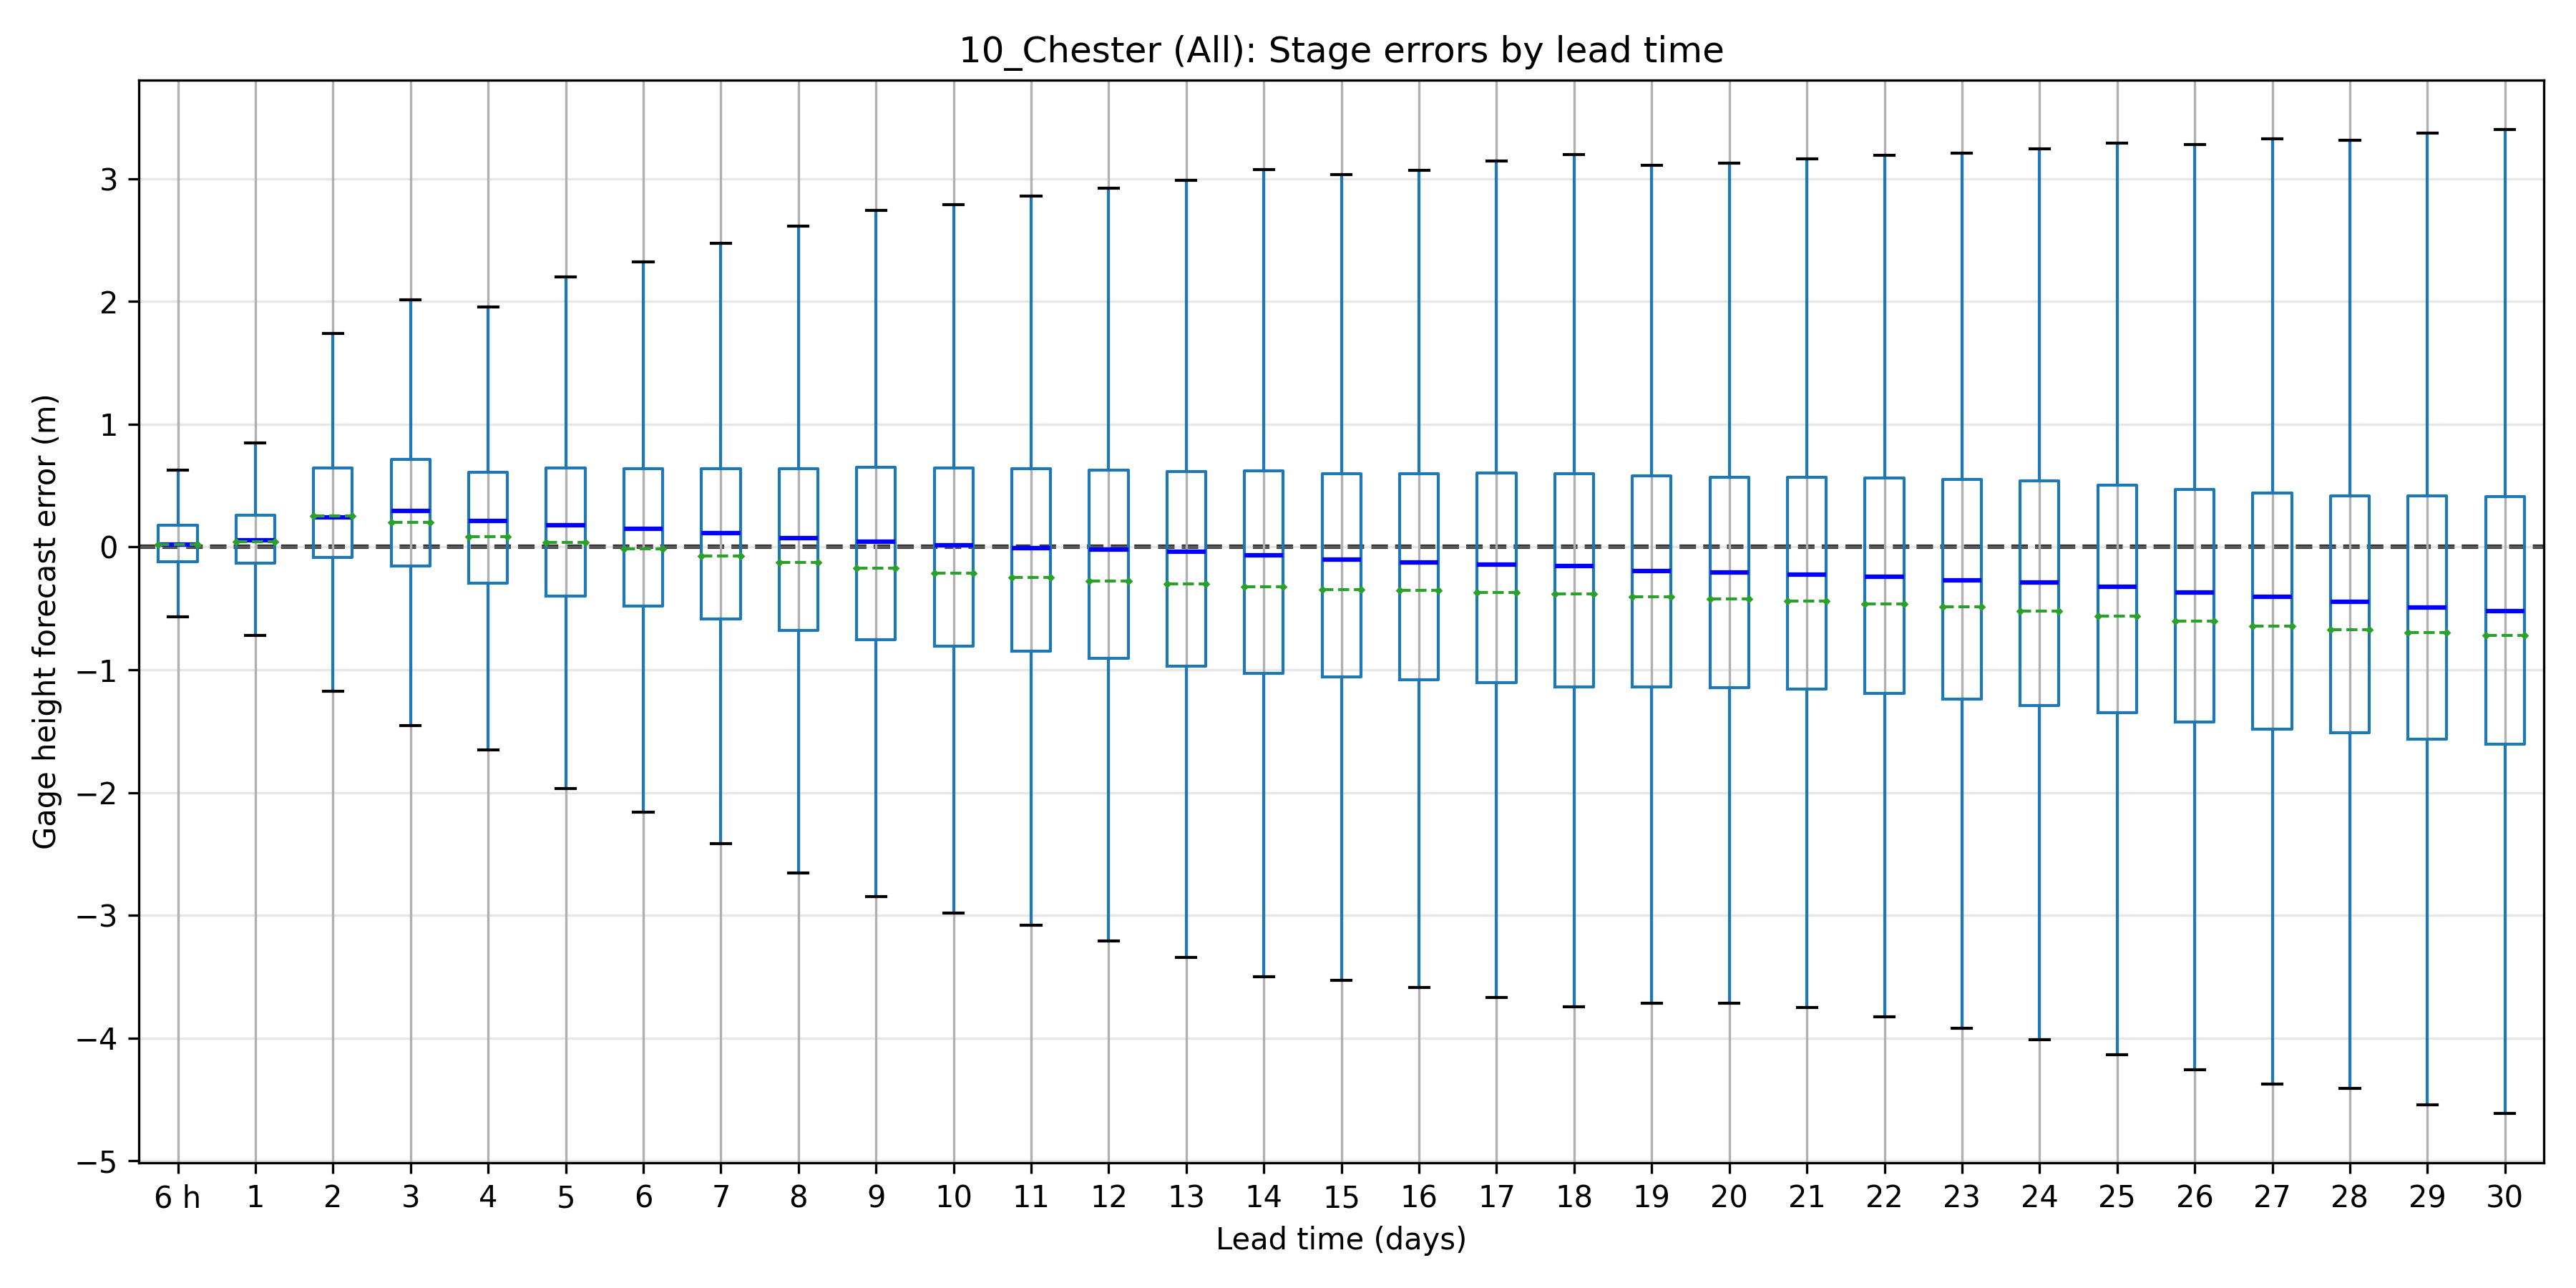 10_Chester (All): Stage errors by lead time
Gage height forecast error (m)
3
2
1
0
−1
−2
−3
−4
−5
6 h 1 2 3 4 5 6 7 8 9 10 11 12 13 14 15 16 17 18 19 20 21 22 23 24 25 26 27 28 29 30
Lead time (days)